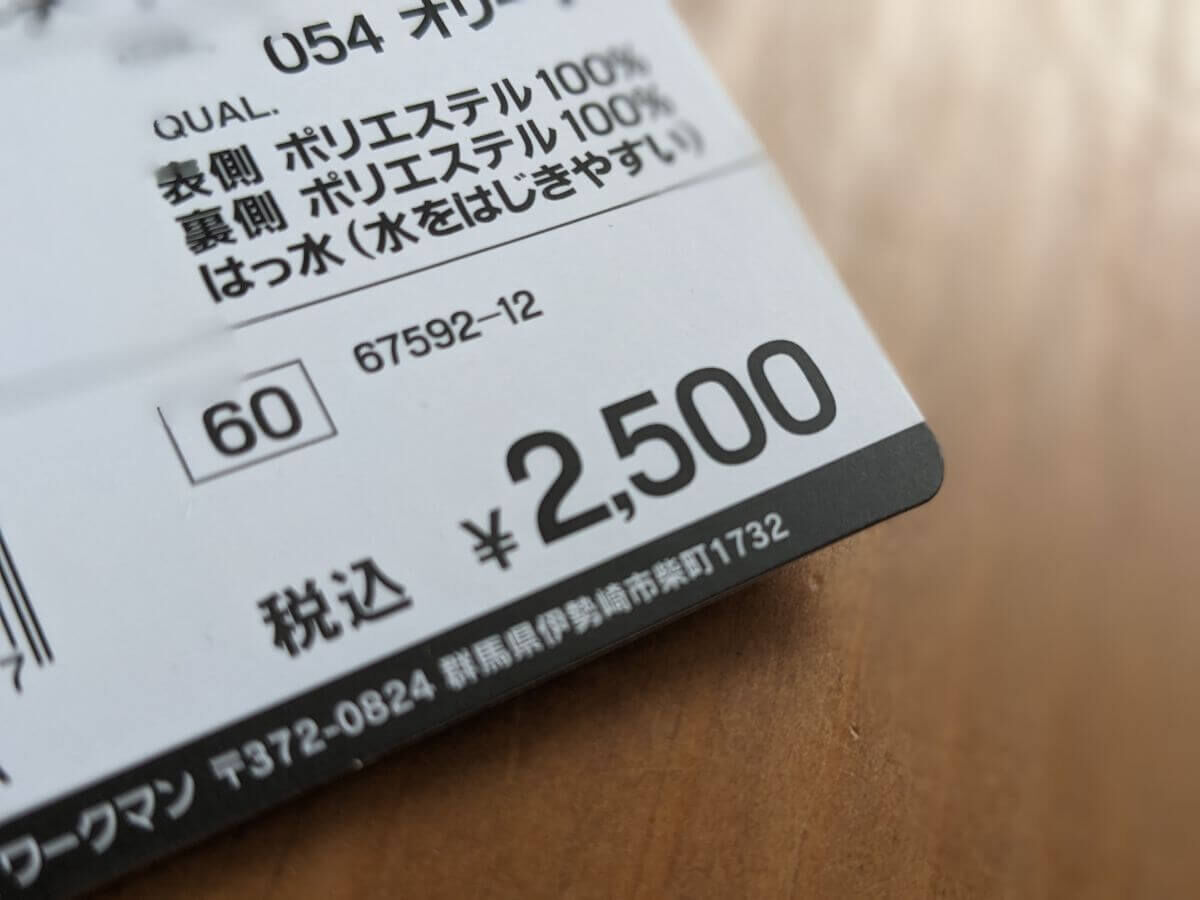 054 オリー
QUAL.
表側 ポリエステル100%
裏側 ポリエステル100%
はっ水(水をはじきやすい)
67592-12
60
¥2,500
税込
7
ワークマン 〒372-0824 群馬県伊勢崎市柴町1732